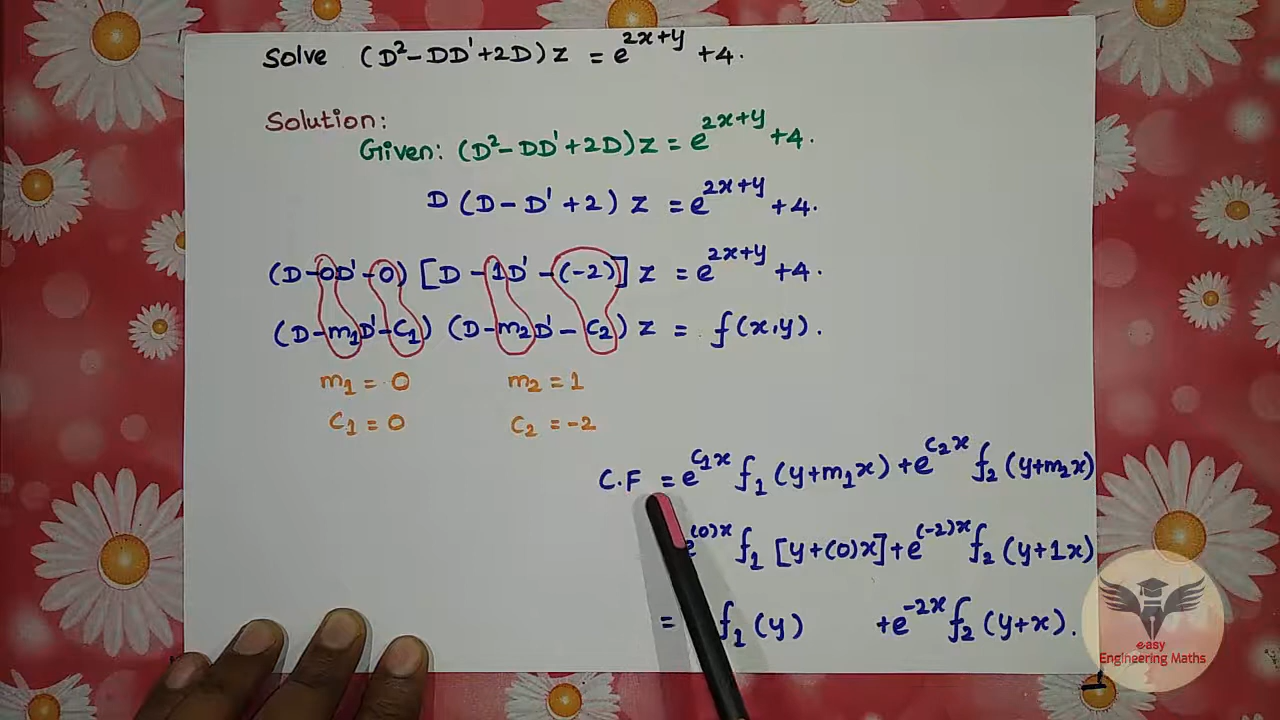 Solve (D²-DD'+2D)z = e^{2x+y} +4.
Solution:
Given: (D²-DD'+2D)z = e^{2x+y} +4.
D (D-D'+2) z = e^{2x+y} +4.
(D-0D'-0) [D-1D'-(-2)] z = e^{2x+y} +4.
(D-m₁D'-C₁) (D-m₂D'-C₂) z = f(x,y).
m₁ = 0 m₂ = 1
C₁ = 0 C₂ = -2
C.F = e^{C₁x} f₁ (y+m₁x) + e^{C₂x} f₂ (y+m₂x)
e^{(0)x} f₁ [y+(0)x] + e^{(-2)x} f₂ (y+1x)
= f₁ (y) + e^{-2x} f₂ (y+x).
easy
Engineering Maths